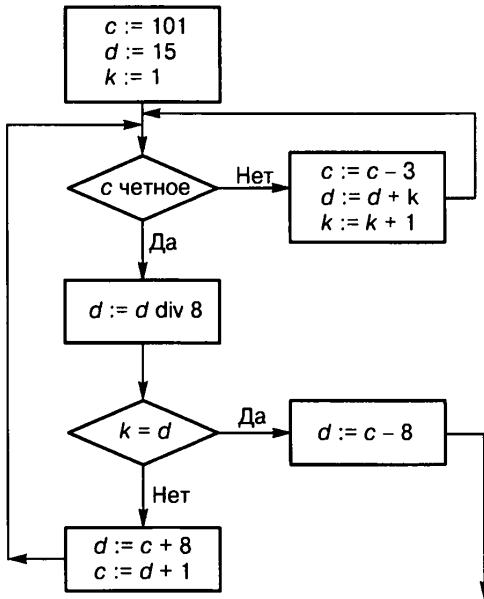 c := 101
d := 15
k := 1
c четное
Нет
c := c – 3
d := d + k
k := k + 1
Да
d := d div 8
k = d
Да
d := c – 8
Нет
d := c + 8
c := d + 1